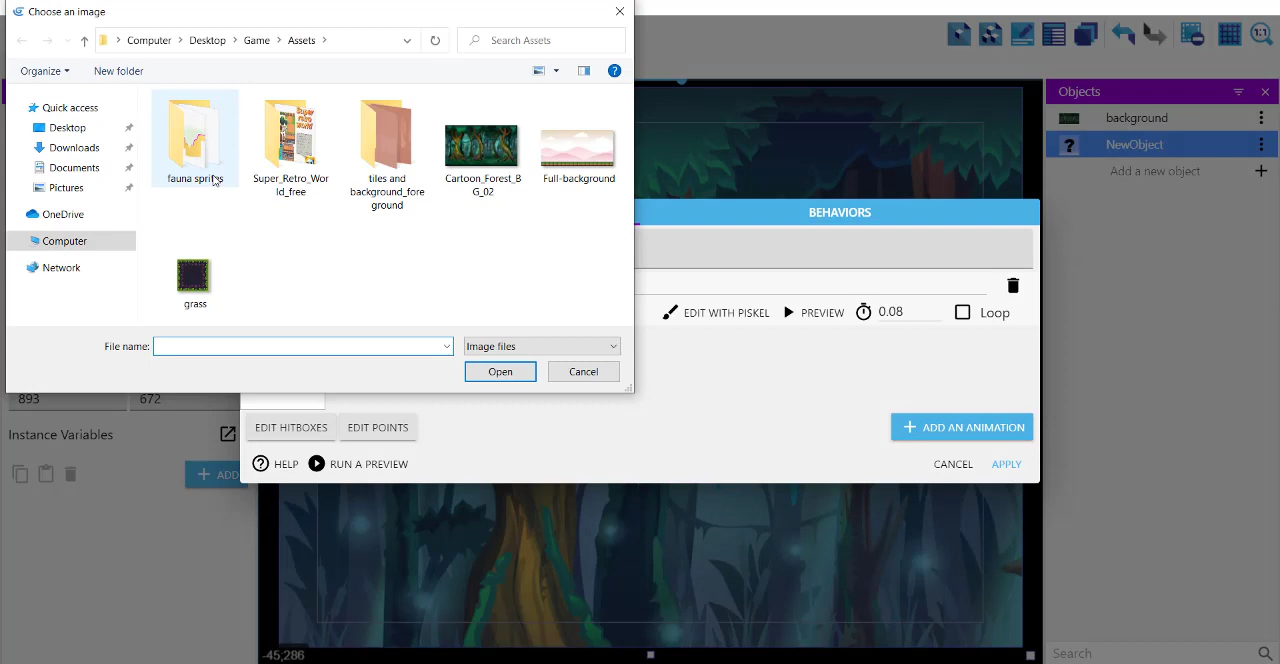 Choose an image
Computer > Desktop > Game > Assets
Search Assets
Organize
New folder
Quick access
Desktop
Downloads
Documents
Pictures
OneDrive
Computer
Network
fauna sprites
Super_Retro_Wor
ld_free
tiles and
background_fore
ground
Cartoon_Forest_B
G_02
Full-background
grass
File name:
Image files
Open
Cancel
1:1
Objects
background
? NewObject
Add a new object
BEHAVIORS
EDIT WITH PISKEL
PREVIEW
0.08
Loop
893
672
Instance Variables
+ ADD
EDIT HITBOXES
EDIT POINTS
+ ADD AN ANIMATION
HELP
RUN A PREVIEW
CANCEL
APPLY
-45,286
Search